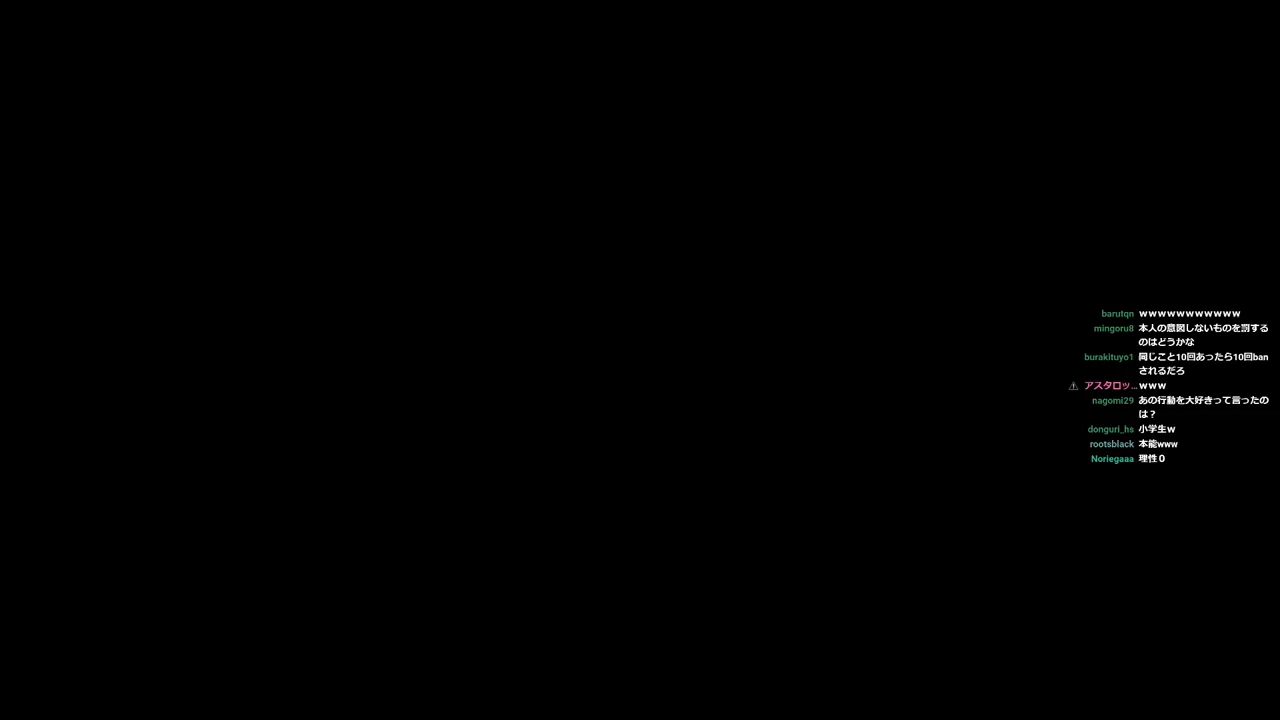 barutqn wwwwwwwwwww
mingoru8 本人の意図しないものを罰する
のはどうかな
burakituyo1 同じこと10回あったら10回ban
されるだろ
アスタロッ... www
nagomi29 あの行動を大好きって言ったの
は？
donguri_hs 小学生w
rootsblack 本能www
Noriegaaa 理性０